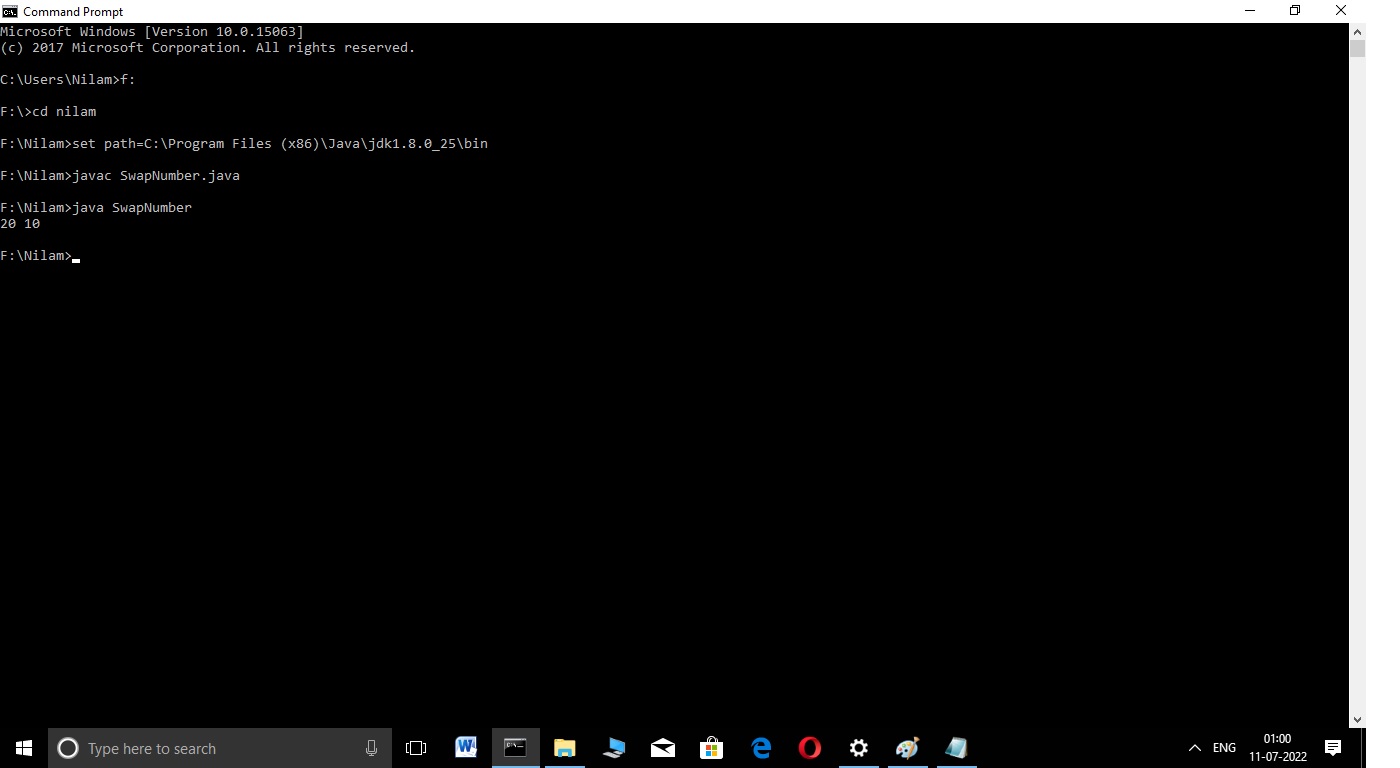 Command Prompt
Microsoft Windows [Version 10.0.15063]
(c) 2017 Microsoft Corporation. All rights reserved.
C:\Users\Nilam>f:
F:\>cd nilam
F:\Nilam>set path=C:\Program Files (x86)\Java\jdk1.8.0_25\bin
F:\Nilam>javac SwapNumber.java
F:\Nilam>java SwapNumber
20 10
F:\Nilam>
Type here to search
ENG
01:00
11-07-2022